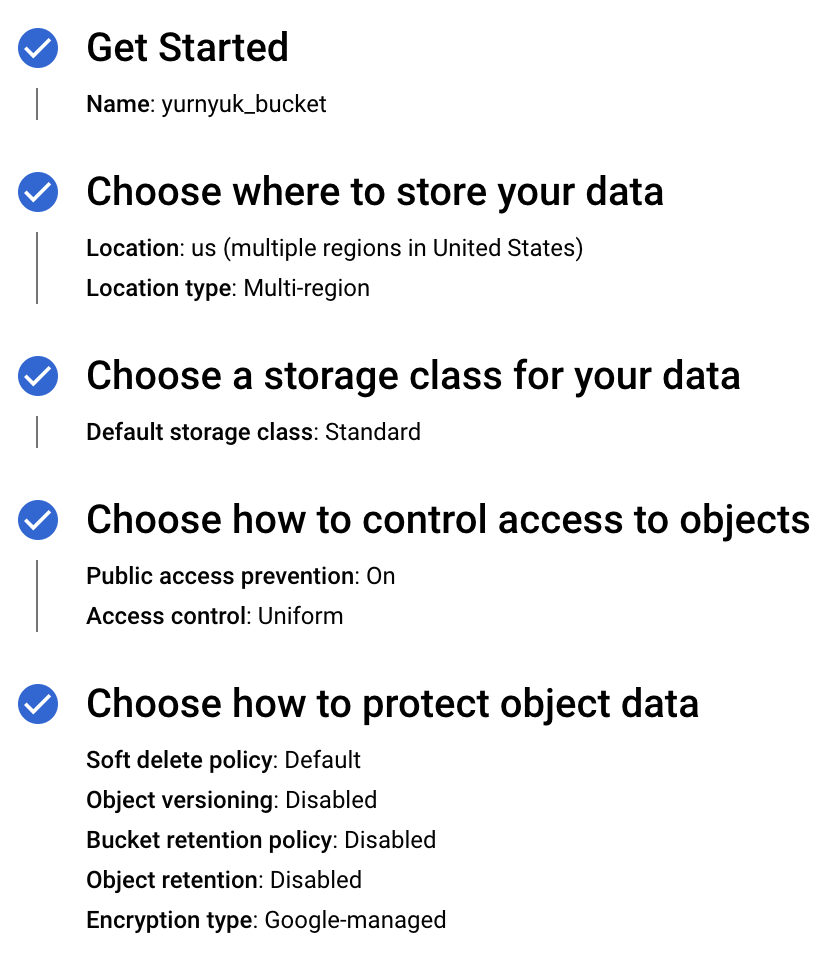 Get Started
Name: yurnyuk_bucket
Choose where to store your data
Location: us (multiple regions in United States)
Location type: Multi-region
Choose a storage class for your data
Default storage class: Standard
Choose how to control access to objects
Public access prevention: On
Access control: Uniform
Choose how to protect object data
Soft delete policy: Default
Object versioning: Disabled
Bucket retention policy: Disabled
Object retention: Disabled
Encryption type: Google-managed